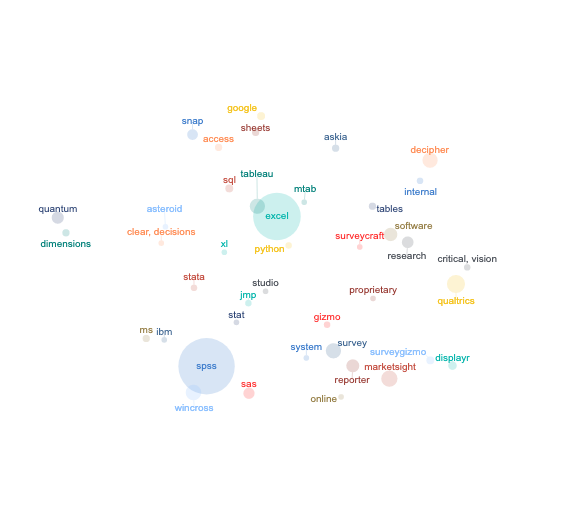 google
snap
sheets
access
askia
decipher
tableau
sql
mtab
internal
quantum
asteroid
tables
excel
software
clear, decisions
surveycraft
dimensions
xl
python
research
critical, vision
stata
studio
jmp
proprietary
qualtrics
stat
gizmo
ms
ibm
system
survey
surveygizmo
displayr
spss
marketsight
sas
reporter
online
wincross